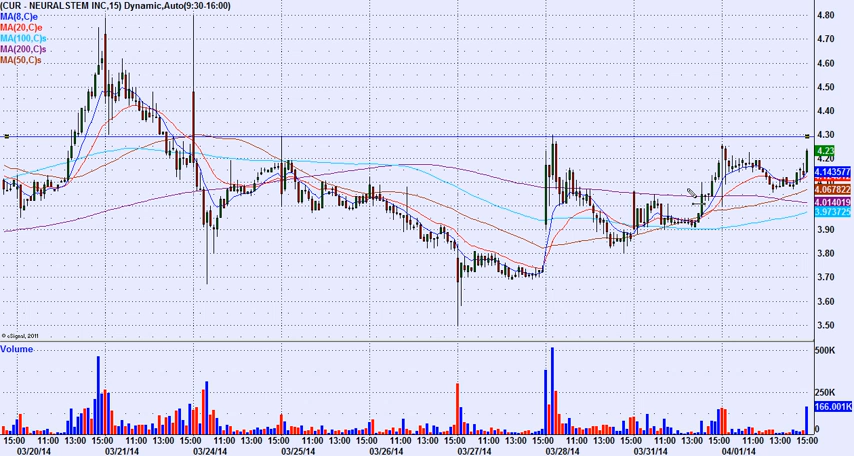 (CUR - NEURALSTEM INC,15) Dynamic,Auto(9:30-16:00)
MA(8,C)e
MA(20,C)e
MA(100,C)s
MA(200,C)s
MA(50,C)s
4.80
4.70
4.60
4.50
4.40
4.30
4.23
4.20
4.143577
4.067822
4.014019
3.973725
3.90
3.80
3.70
3.60
3.50
© eSignal, 2011
Volume
500K
250K
166.001K
0
15:00 11:00 13:00 15:00 11:00 13:00 15:00 11:00 13:00 15:00 11:00 13:00 15:00 11:00 13:00 15:00 11:00 13:00 15:00 11:00 13:00 15:00 11:00 13:00 15:00 11:00 13:00 15:00
03/20/14 03/21/14 03/24/14 03/25/14 03/26/14 03/27/14 03/28/14 03/31/14 04/01/14